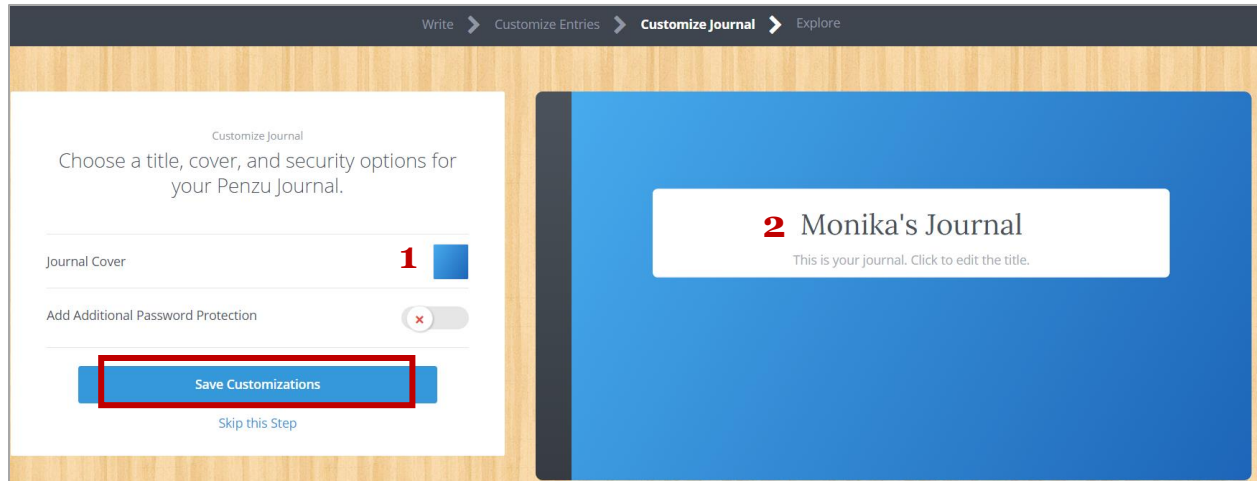 Write Customize Entries Customize Journal Explore
Customize Journal
Choose a title, cover, and security options for
your Penzu Journal.
Journal Cover 1
Add Additional Password Protection
Save Customizations
Skip this Step
2 Monika's Journal
This is your journal. Click to edit the title.